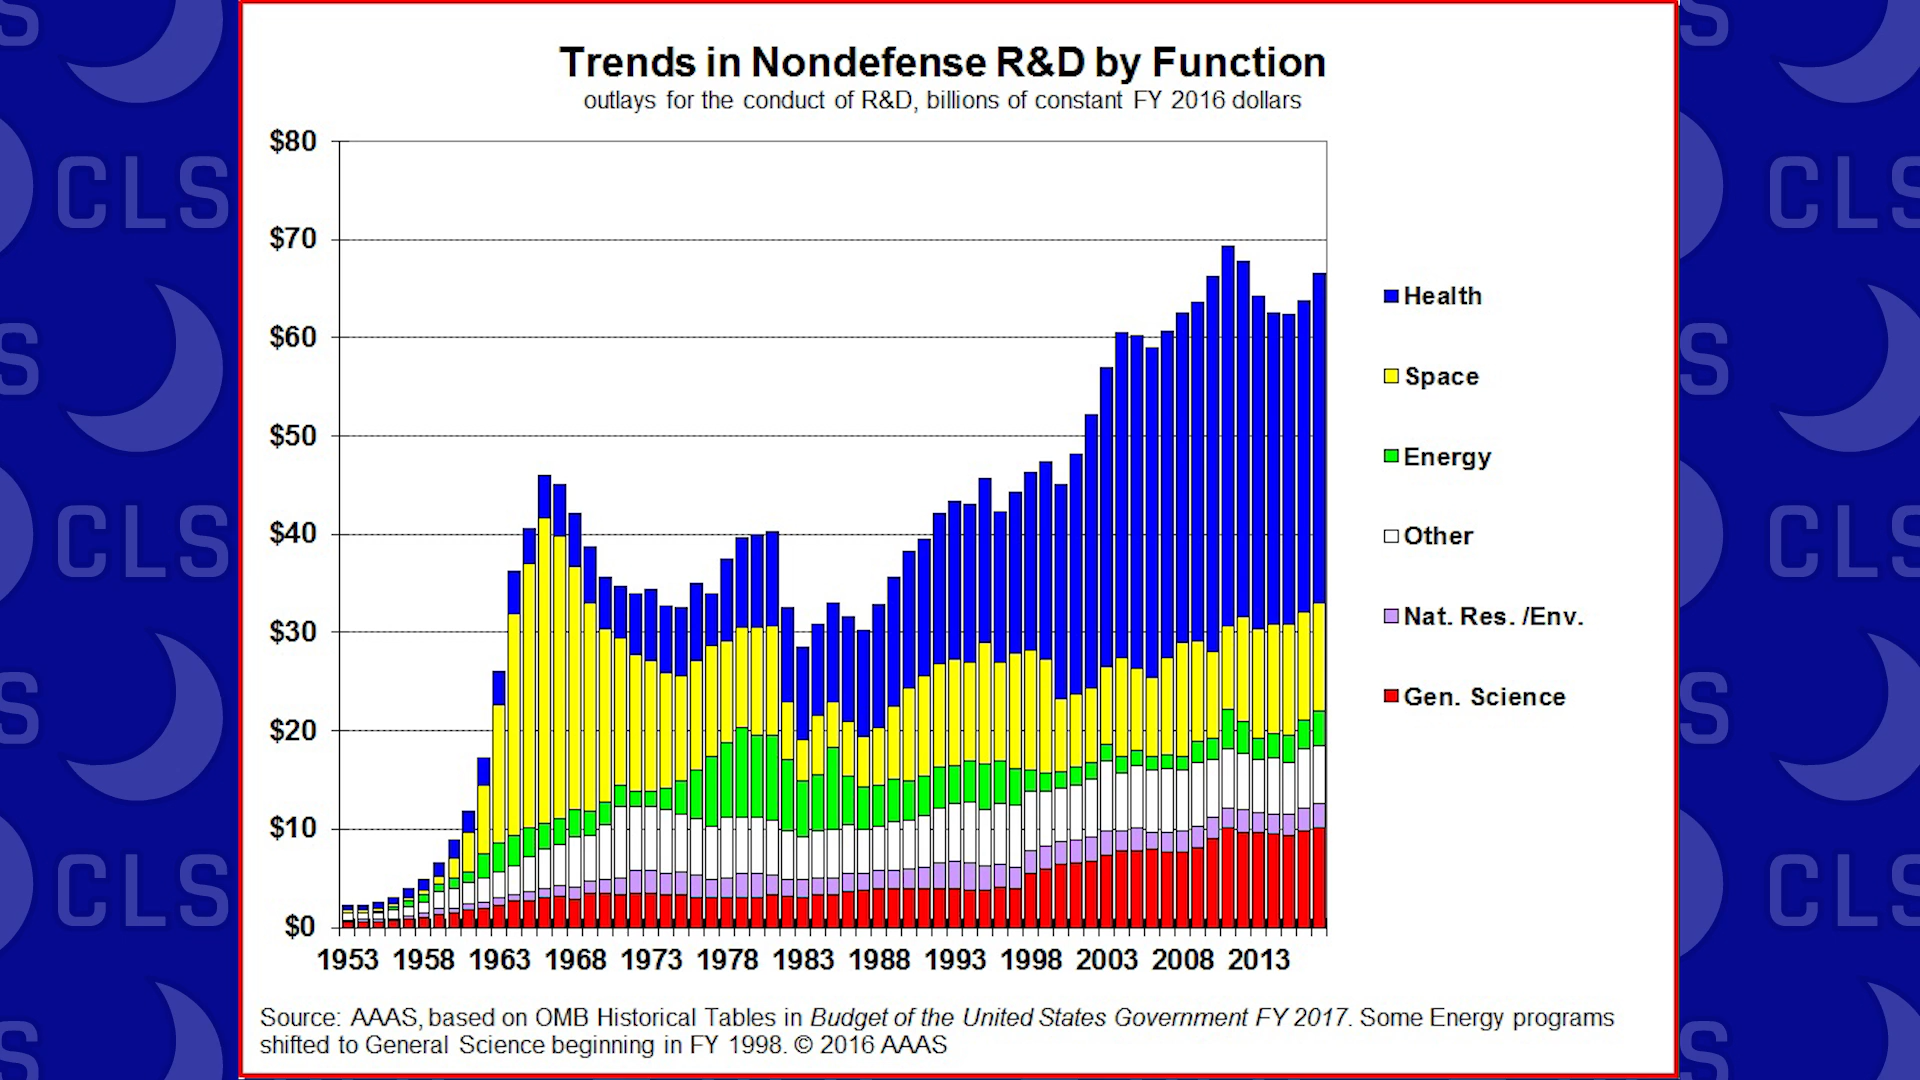 Trends in Nondefense R&D by Function
outlays for the conduct of R&D, billions of constant FY 2016 dollars
$80
$70
$60
$50
$40
$30
$20
$10
$0
1953 1958 1963 1968 1973 1978 1983 1988 1993 1998 2003 2008 2013
Health
Space
Energy
Other
Nat. Res. /Env.
Gen. Science
Source: AAAS, based on OMB Historical Tables in Budget of the United States Government FY 2017. Some Energy programs
shifted to General Science beginning in FY 1998. © 2016 AAAS
S
CLS
S
CLS
S
CLS
S
S
CLS
S
CLS
S
CLS
S